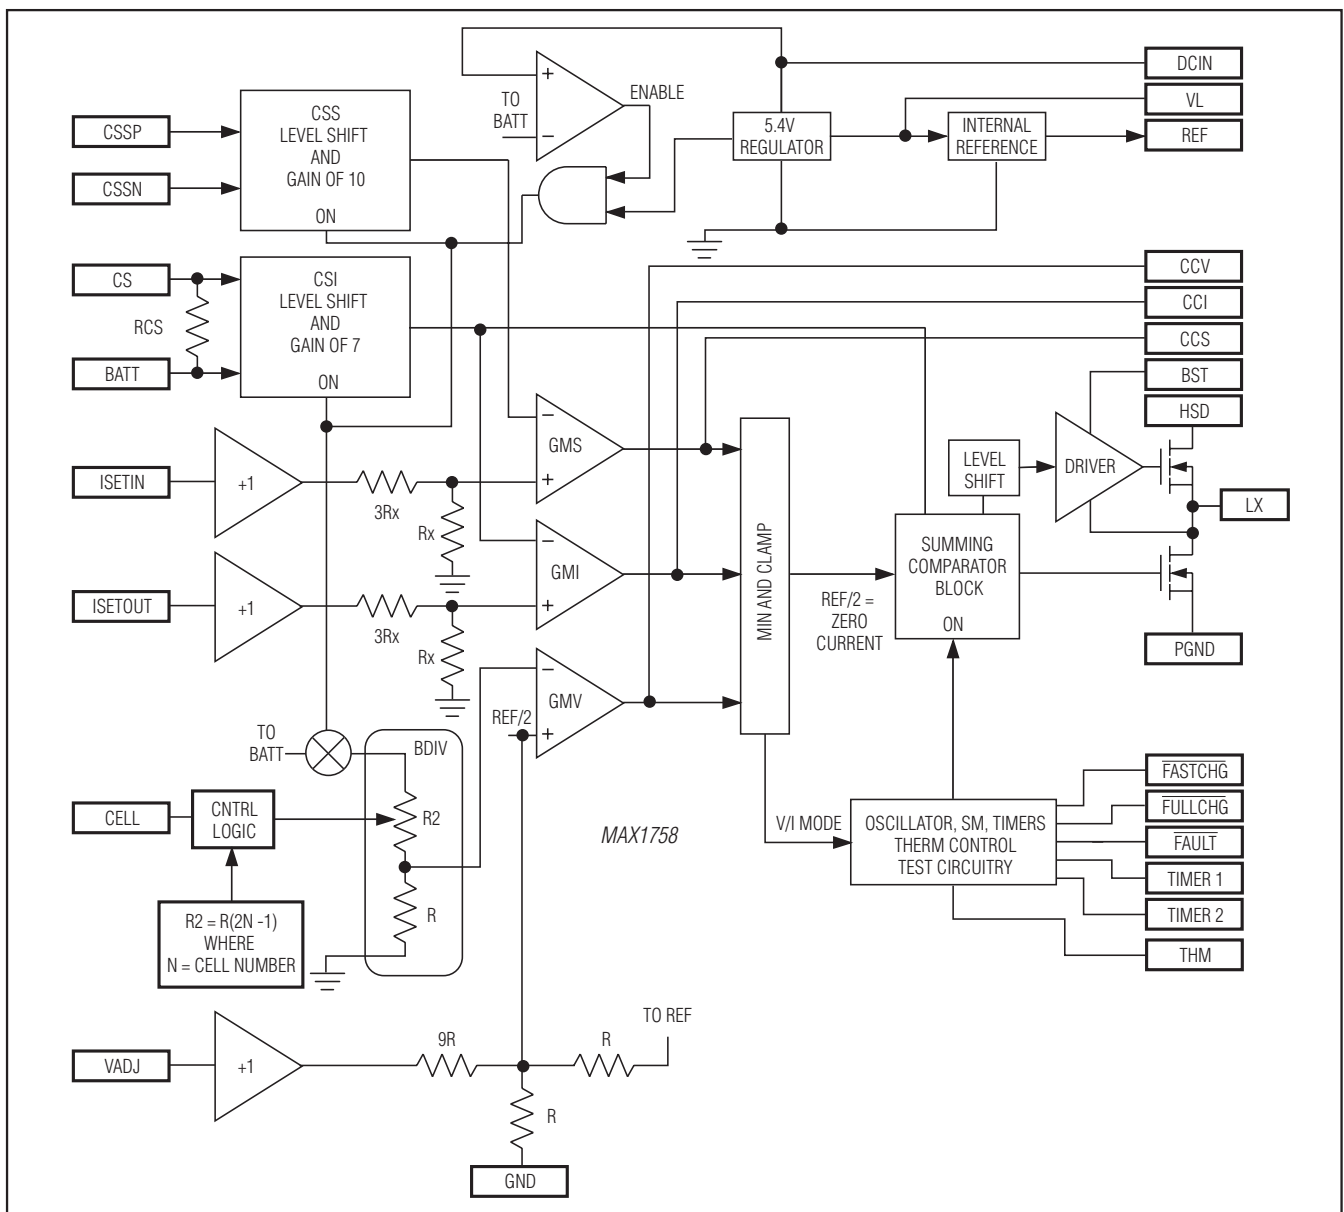 CSSP
CSSN
CSS
LEVEL SHIFT
AND
GAIN OF 10
ON
TO
BATT
+
−
ENABLE
5.4V
REGULATOR
INTERNAL
REFERENCE
DCIN
VL
REF
CS
RCS
BATT
CSI
LEVEL SHIFT
AND
GAIN OF 7
ON
CCV
CCI
CCS
BST
HSD
ISETIN
+1
3Rx
Rx
−
GMS
+
ISETOUT
+1
3Rx
Rx
−
GMI
+
−
GMV
+
REF/2
MIN AND CLAMP
REF/2 =
ZERO
CURRENT
LEVEL
SHIFT
DRIVER
LX
SUMMING
COMPARATOR
BLOCK
ON
PGND
TO
BATT
BDIV
R2
R
CELL
CNTRL
LOGIC
R2 = R(2N -1)
WHERE
N = CELL NUMBER
MAX1758
V/I MODE
OSCILLATOR, SM, TIMERS
THERM CONTROL
TEST CIRCUITRY
FASTCHG
FULLCHG
FAULT
TIMER 1
TIMER 2
THM
VADJ
+1
9R
R
TO REF
R
GND